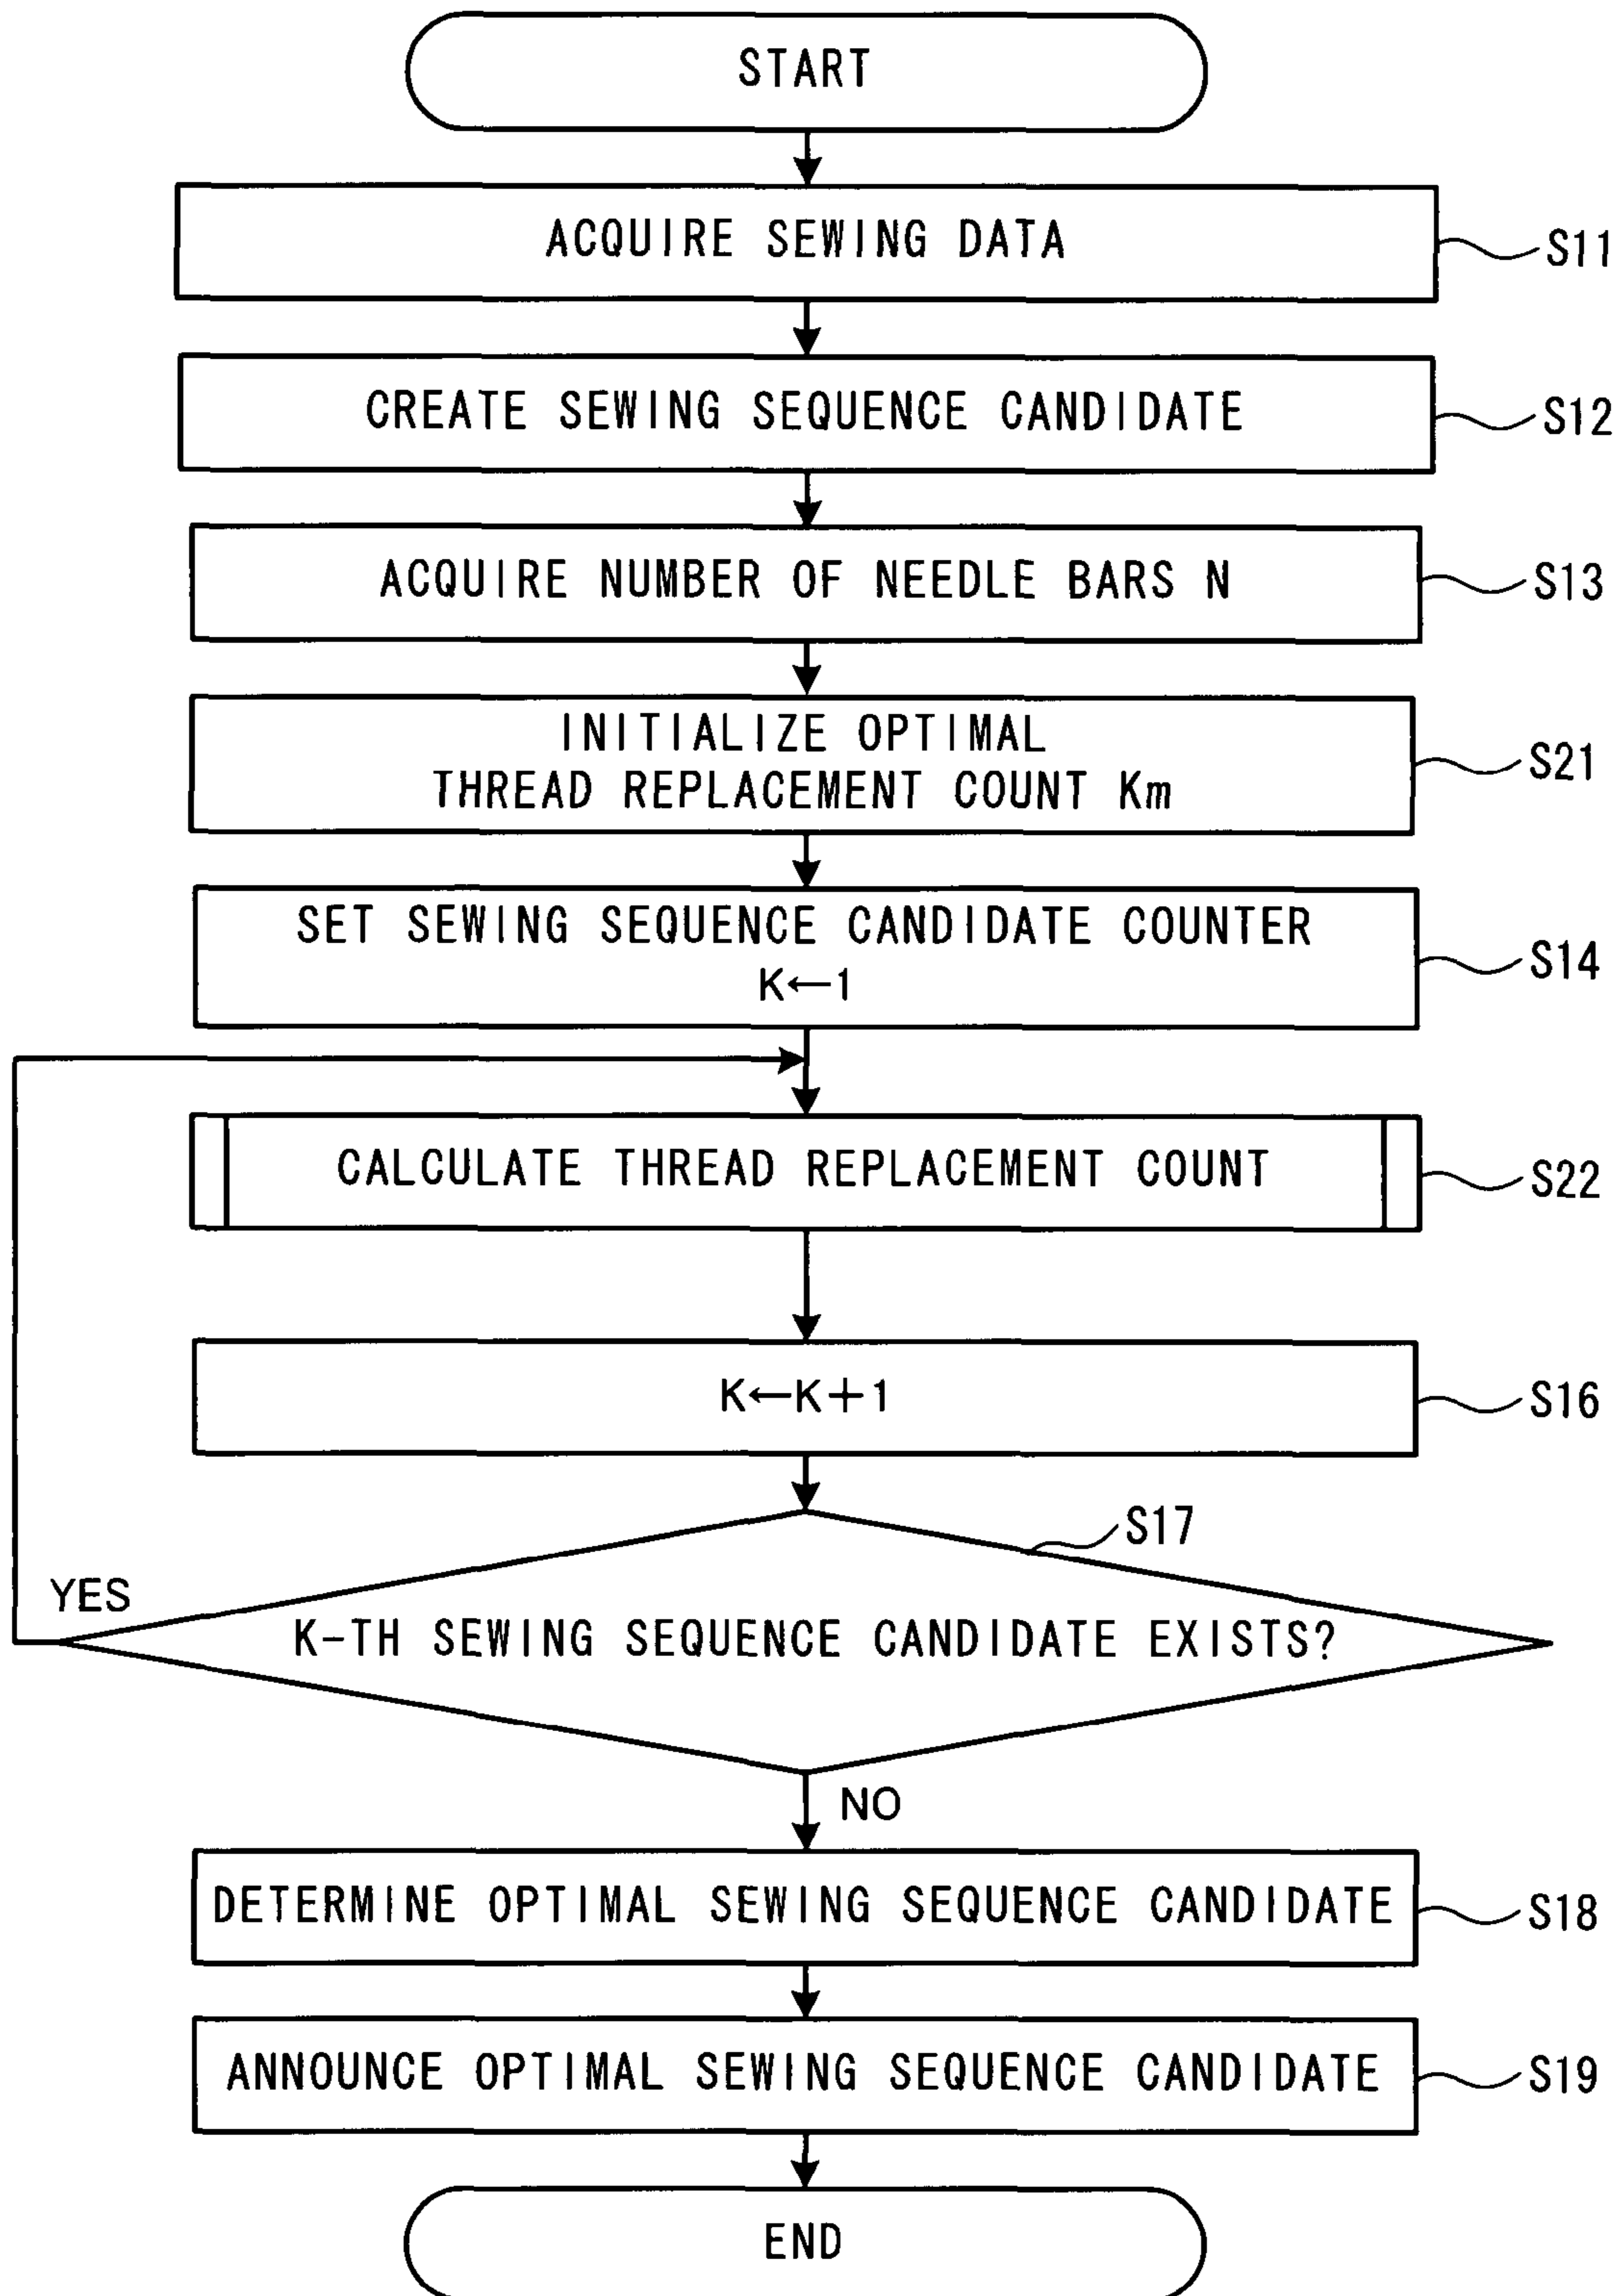 START
ACQUIRE SEWING DATA
S11
CREATE SEWING SEQUENCE CANDIDATE
S12
ACQUIRE NUMBER OF NEEDLE BARS N
S13
INITIALIZE OPTIMAL
THREAD REPLACEMENT COUNT Km
S21
SET SEWING SEQUENCE CANDIDATE COUNTER
K←1
S14
CALCULATE THREAD REPLACEMENT COUNT
S22
K←K+1
S16
S17
YES
K-TH SEWING SEQUENCE CANDIDATE EXISTS?
NO
DETERMINE OPTIMAL SEWING SEQUENCE CANDIDATE
S18
ANNOUNCE OPTIMAL SEWING SEQUENCE CANDIDATE
S19
END